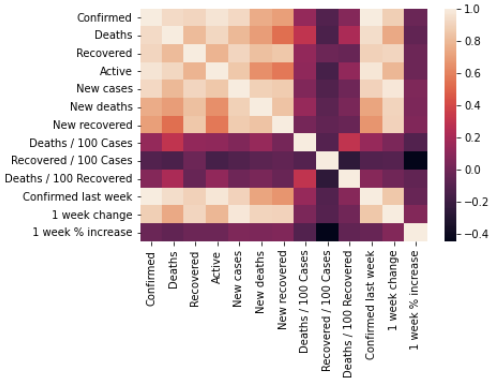 Confirmed
Deaths
Recovered
Active
New cases
New deaths
New recovered
Deaths / 100 Cases
Recovered / 100 Cases
Deaths / 100 Recovered
Confirmed last week
1 week change
1 week % increase
Confirmed
Deaths
Recovered
Active
New cases
New deaths
New recovered
Deaths / 100 Cases
Recovered / 100 Cases
Deaths / 100 Recovered
Confirmed last week
1 week change
1 week % increase
1.0
0.8
0.6
0.4
0.2
0.0
−0.2
−0.4